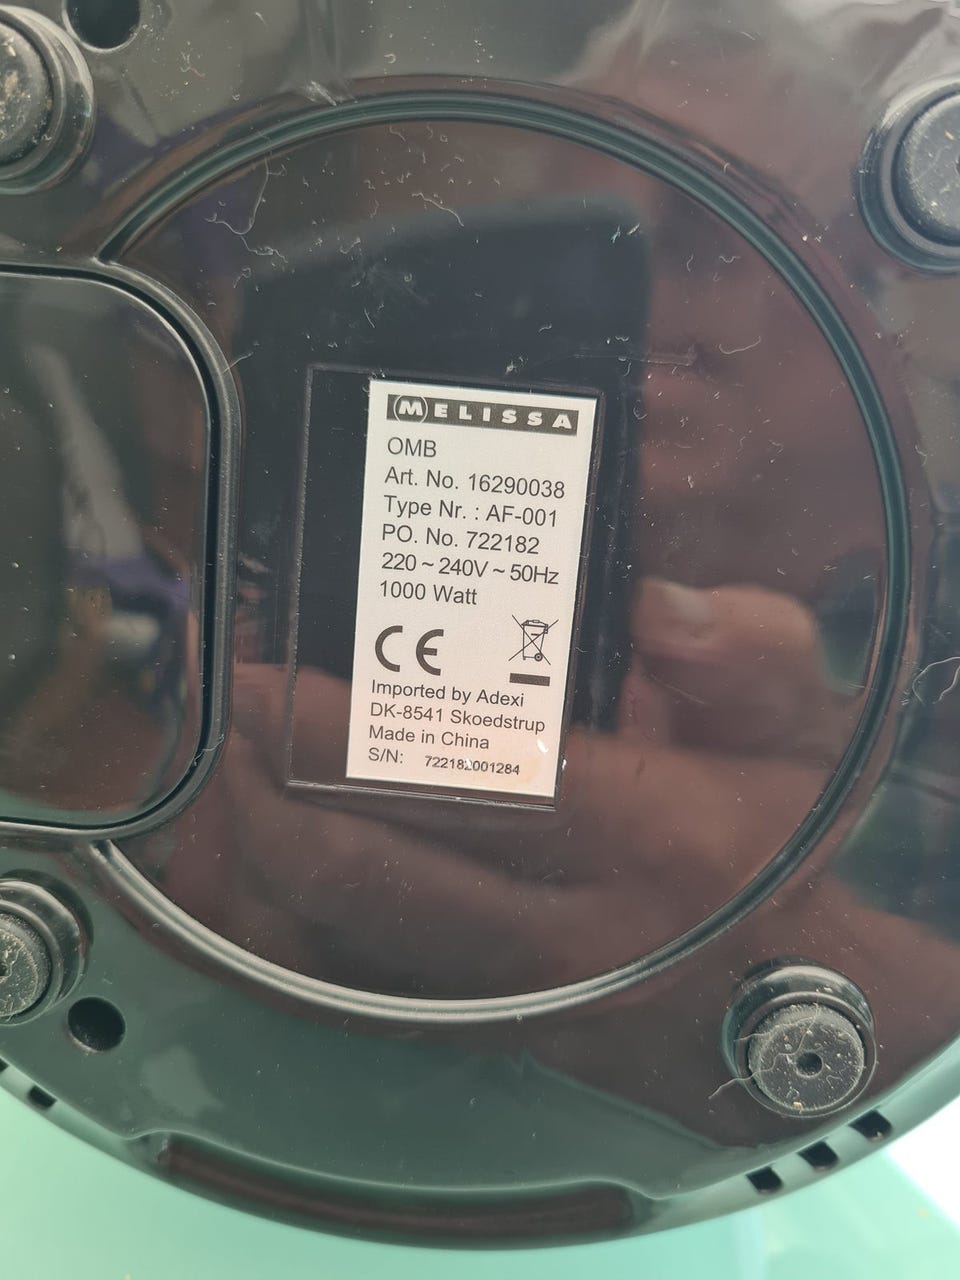 MELISSA
OMB
Art. No. 16290038
Type Nr. : AF-001
PO. No. 722182
220 ~ 240V ~ 50Hz
1000 Watt
CE
Imported by Adexi
DK-8541 Skoedstrup
Made in China
S/N: 722182001284